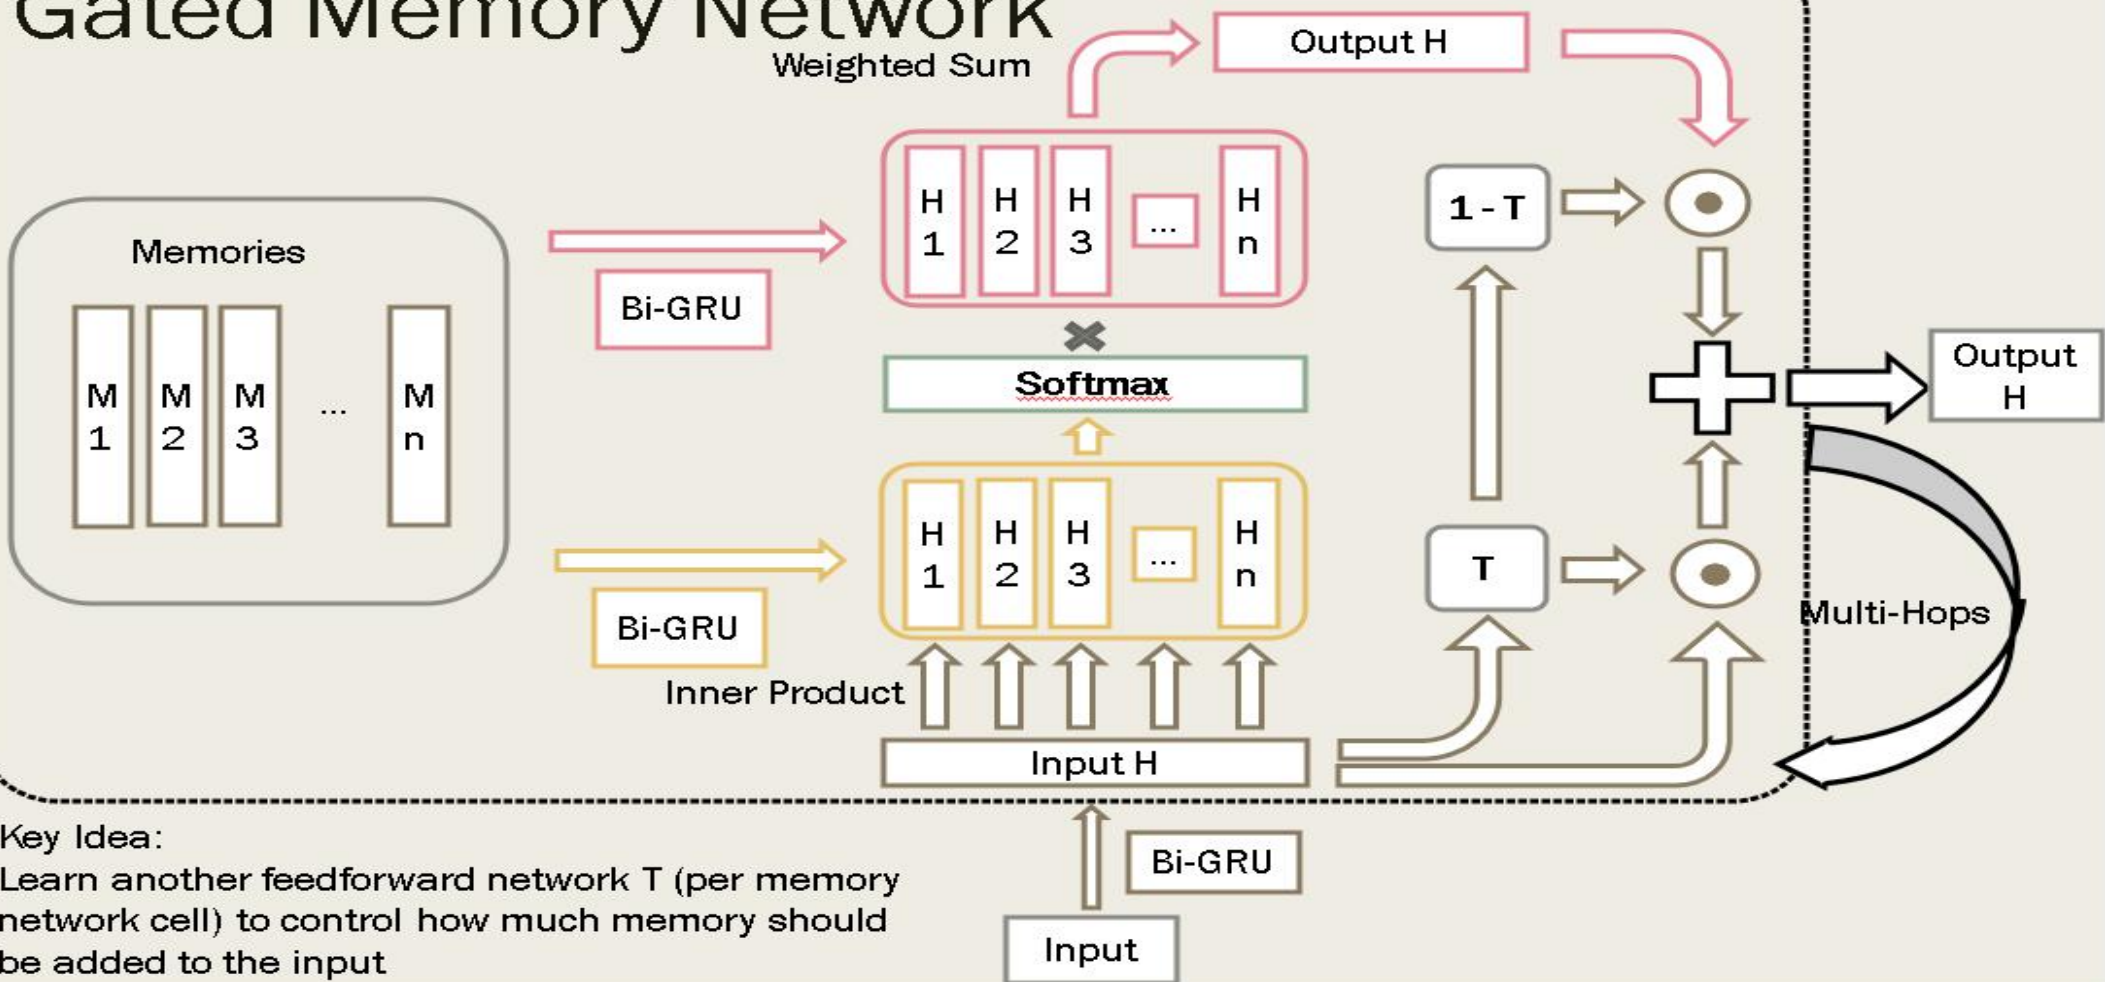 Gated Memory Network
Weighted Sum
Output H
Memories
M
1
M
2
M
3
...
M
n
Bi-GRU
H
1
H
2
H
3
...
H
n
1-T
Softmax
Output
H
Bi-GRU
H
1
H
2
H
3
...
H
n
T
Multi-Hops
Inner Product
Input H
Bi-GRU
Input
Key Idea:
Learn another feedforward network T (per memory
network cell) to control how much memory should
be added to the input